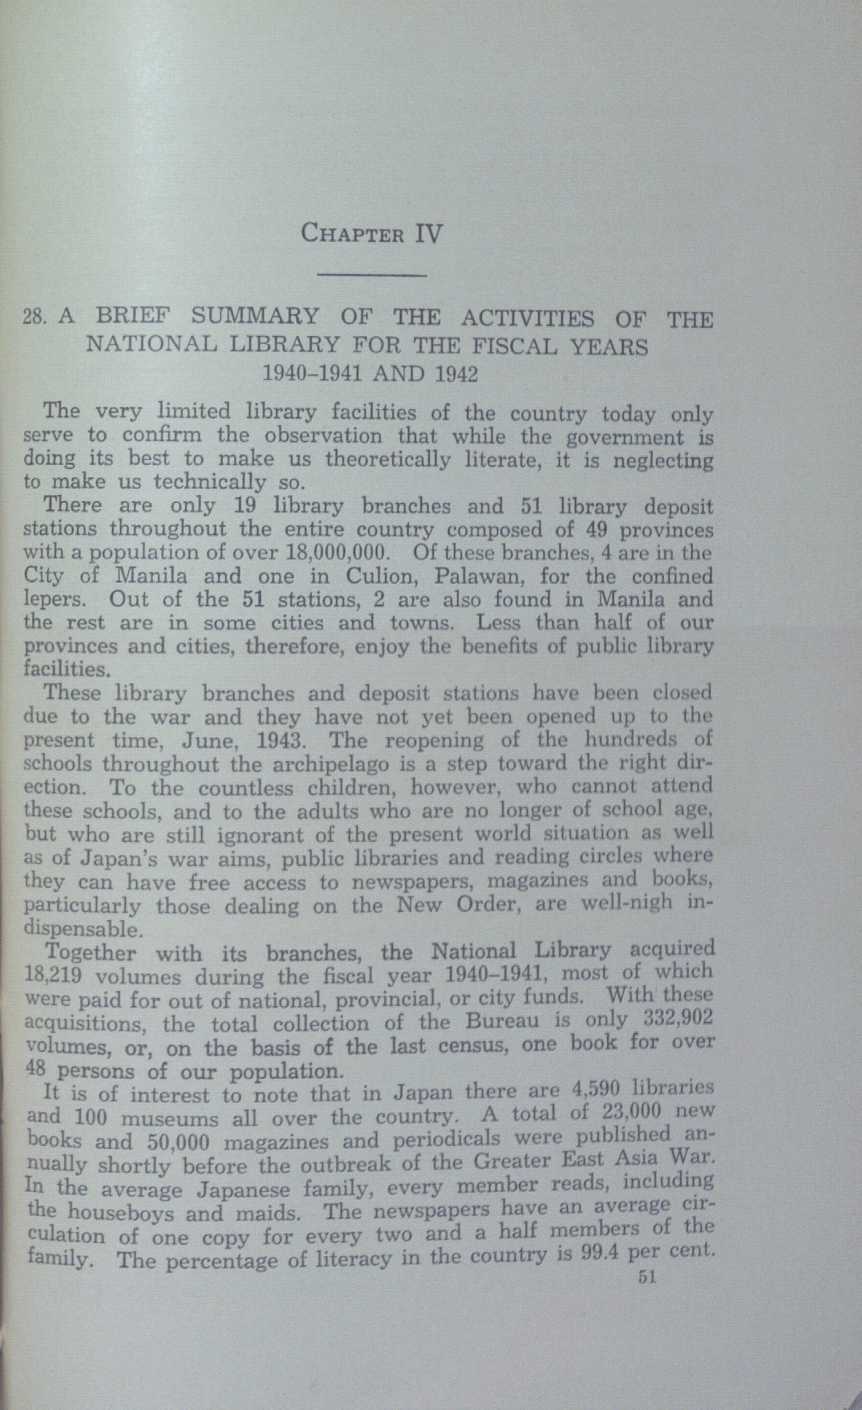 CHAPTER IV
28. A BRIEF SUMMARY OF THE ACTIVITIES OF THE
NATIONAL LIBRARY FOR THE FISCAL YEARS
1940–1941 AND 1942
The very limited library facilities of the country today only
serve to confirm the observation that while the government is
doing its best to make us theoretically literate, it is neglecting
to make us technically so.
There are only 19 library branches and 51 library deposit
stations throughout the entire country composed of 49 provinces
with a population of over 18,000,000. Of these branches, 4 are in the
City of Manila and one in Culion, Palawan, for the confined
lepers. Out of the 51 stations, 2 are also found in Manila and
the rest are in some cities and towns. Less than half of our
provinces and cities, therefore, enjoy the benefits of public library
facilities.
These library branches and deposit stations have been closed
due to the war and they have not yet been opened up to the
present time, June, 1943. The reopening of the hundreds of
schools throughout the archipelago is a step toward the right dir-
ection. To the countless children, however, who cannot attend
these schools, and to the adults who are no longer of school age,
but who are still ignorant of the present world situation as well
as of Japan's war aims, public libraries and reading circles where
they can have free access to newspapers, magazines and books,
particularly those dealing on the New Order, are well-nigh in-
dispensable.
Together with its branches, the National Library acquired
18,219 volumes during the fiscal year 1940–1941, most of which
were paid for out of national, provincial, or city funds. With these
acquisitions, the total collection of the Bureau is only 332,902
volumes, or, on the basis of the last census, one book for over
48 persons of our population.
It is of interest to note that in Japan there are 4,590 libraries
and 100 museums all over the country. A total of 23,000 new
books and 50,000 magazines and periodicals were published an-
nually shortly before the outbreak of the Greater East Asia War.
In the average Japanese family, every member reads, including
the houseboys and maids. The newspapers have an average cir-
culation of one copy for every two and a half members of the
family. The percentage of literacy in the country is 99.4 per cent.
51